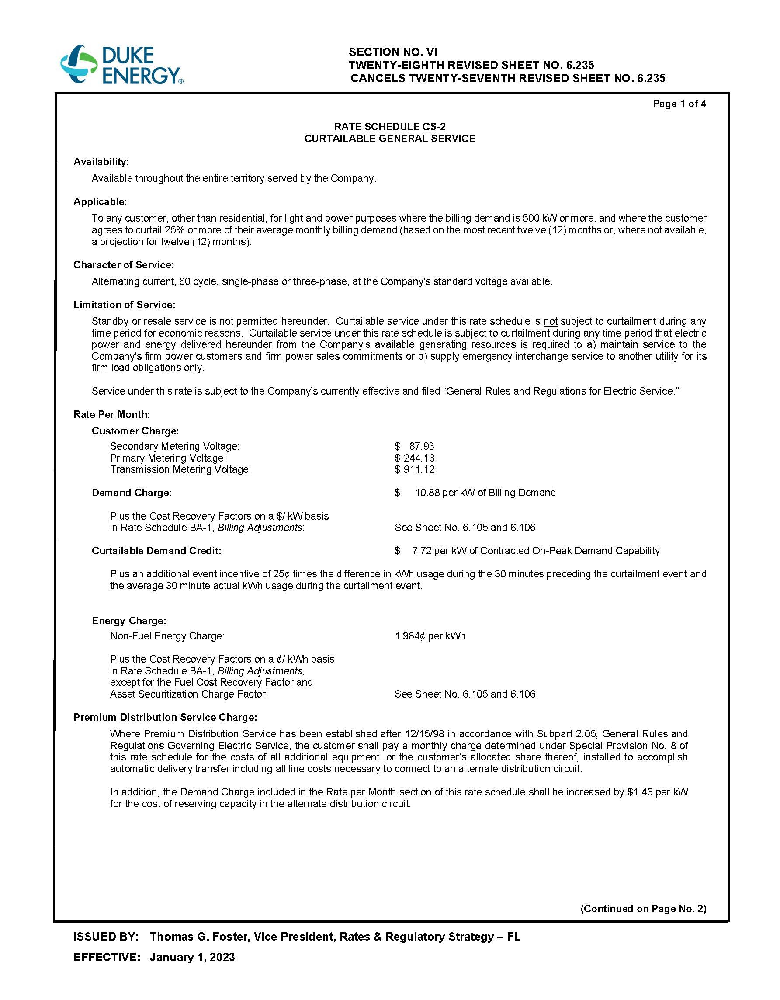 DUKE
ENERGY®
SECTION NO. VI
TWENTY-EIGHTH REVISED SHEET NO. 6.235
CANCELS TWENTY-SEVENTH REVISED SHEET NO. 6.235
Page 1 of 4
RATE SCHEDULE CS-2
CURTAILABLE GENERAL SERVICE
Availability:
Available throughout the entire territory served by the Company.
Applicable:
To any customer, other than residential, for light and power purposes where the billing demand is 500 kW or more, and where the customer
agrees to curtail 25% or more of their average monthly billing demand (based on the most recent twelve (12) months or, where not available,
a projection for twelve (12) months).
Character of Service:
Alternating current, 60 cycle, single-phase or three-phase, at the Company's standard voltage available.
Limitation of Service:
Standby or resale service is not permitted hereunder. Curtailable service under this rate schedule is not subject to curtailment during any
time period for economic reasons. Curtailable service under this rate schedule is subject to curtailment during any time period that electric
power and energy delivered hereunder from the Company’s available generating resources is required to a) maintain service to the
Company's firm power customers and firm power sales commitments or b) supply emergency interchange service to another utility for its
firm load obligations only.
Service under this rate is subject to the Company’s currently effective and filed “General Rules and Regulations for Electric Service.”
Rate Per Month:
Customer Charge:
Secondary Metering Voltage: $ 87.93
Primary Metering Voltage: $ 244.13
Transmission Metering Voltage: $ 911.12
Demand Charge: $ 10.88 per kW of Billing Demand
Plus the Cost Recovery Factors on a $/ kW basis
in Rate Schedule BA-1, Billing Adjustments: See Sheet No. 6.105 and 6.106
Curtailable Demand Credit: $ 7.72 per kW of Contracted On-Peak Demand Capability
Plus an additional event incentive of 25¢ times the difference in kWh usage during the 30 minutes preceding the curtailment event and
the average 30 minute actual kWh usage during the curtailment event.
Energy Charge:
Non-Fuel Energy Charge: 1.984¢ per kWh
Plus the Cost Recovery Factors on a ¢/ kWh basis
in Rate Schedule BA-1, Billing Adjustments,
except for the Fuel Cost Recovery Factor and
Asset Securitization Charge Factor: See Sheet No. 6.105 and 6.106
Premium Distribution Service Charge:
Where Premium Distribution Service has been established after 12/15/98 in accordance with Subpart 2.05, General Rules and
Regulations Governing Electric Service, the customer shall pay a monthly charge determined under Special Provision No. 8 of
this rate schedule for the costs of all additional equipment, or the customer’s allocated share thereof, installed to accomplish
automatic delivery transfer including all line costs necessary to connect to an alternate distribution circuit.
In addition, the Demand Charge included in the Rate per Month section of this rate schedule shall be increased by $1.46 per kW
for the cost of reserving capacity in the alternate distribution circuit.
(Continued on Page No. 2)
ISSUED BY: Thomas G. Foster, Vice President, Rates & Regulatory Strategy – FL
EFFECTIVE: January 1, 2023